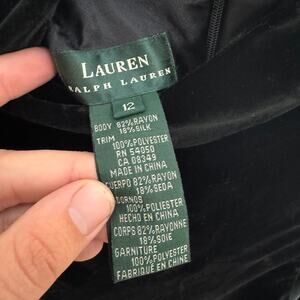 LAUREN
RALPH LAUREN
12
BODY 82%RAYON
18%SILK
TRIM
100%POLYESTER
RN 54050
CA 08349
MADE IN CHINA
CUERPO 82%RAYON
18%SEDA
ADORNOS
100%POLIESTER
HECHO EN CHINA
CORPS 82%RAYONNE
18%SOIE
GARNITURE
100%POLYESTER
FABRIQUÉ EN CHINE